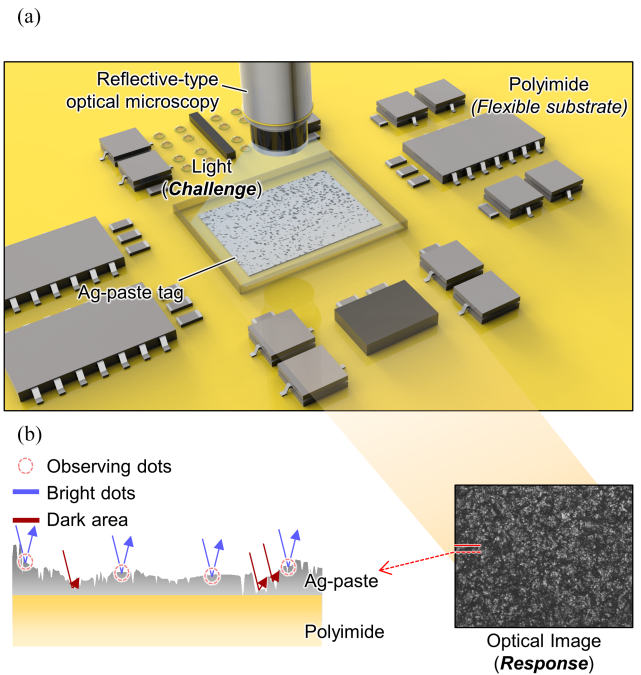 (a)
Reflective-type
optical microscopy
Polyimide
(Flexible substrate)
Light
(Challenge)
Ag-paste tag
(b)
Observing dots
Bright dots
Dark area
Ag-paste
Polyimide
Optical Image
(Response)